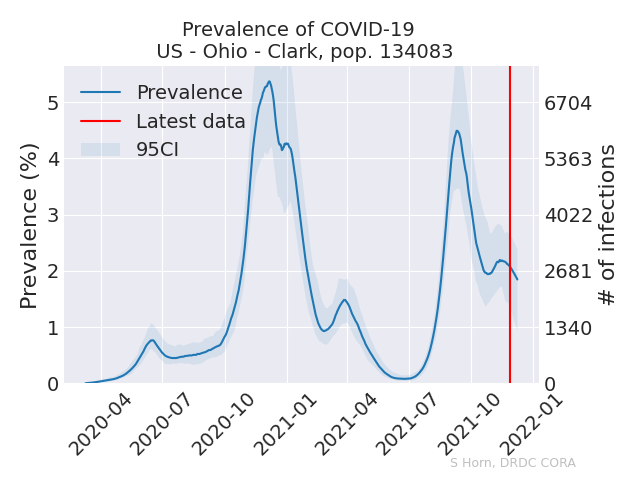 Prevalence of COVID-19
US - Ohio - Clark, pop. 134083
Prevalence
Latest data
95CI
Prevalence (%)
5
4
3
2
1
0
6704
5363
4022
2681
1340
0
# of infections
2020-04
2020-07
2020-10
2021-01
2021-04
2021-07
2021-10
2022-01
S Horn, DRDC CORA